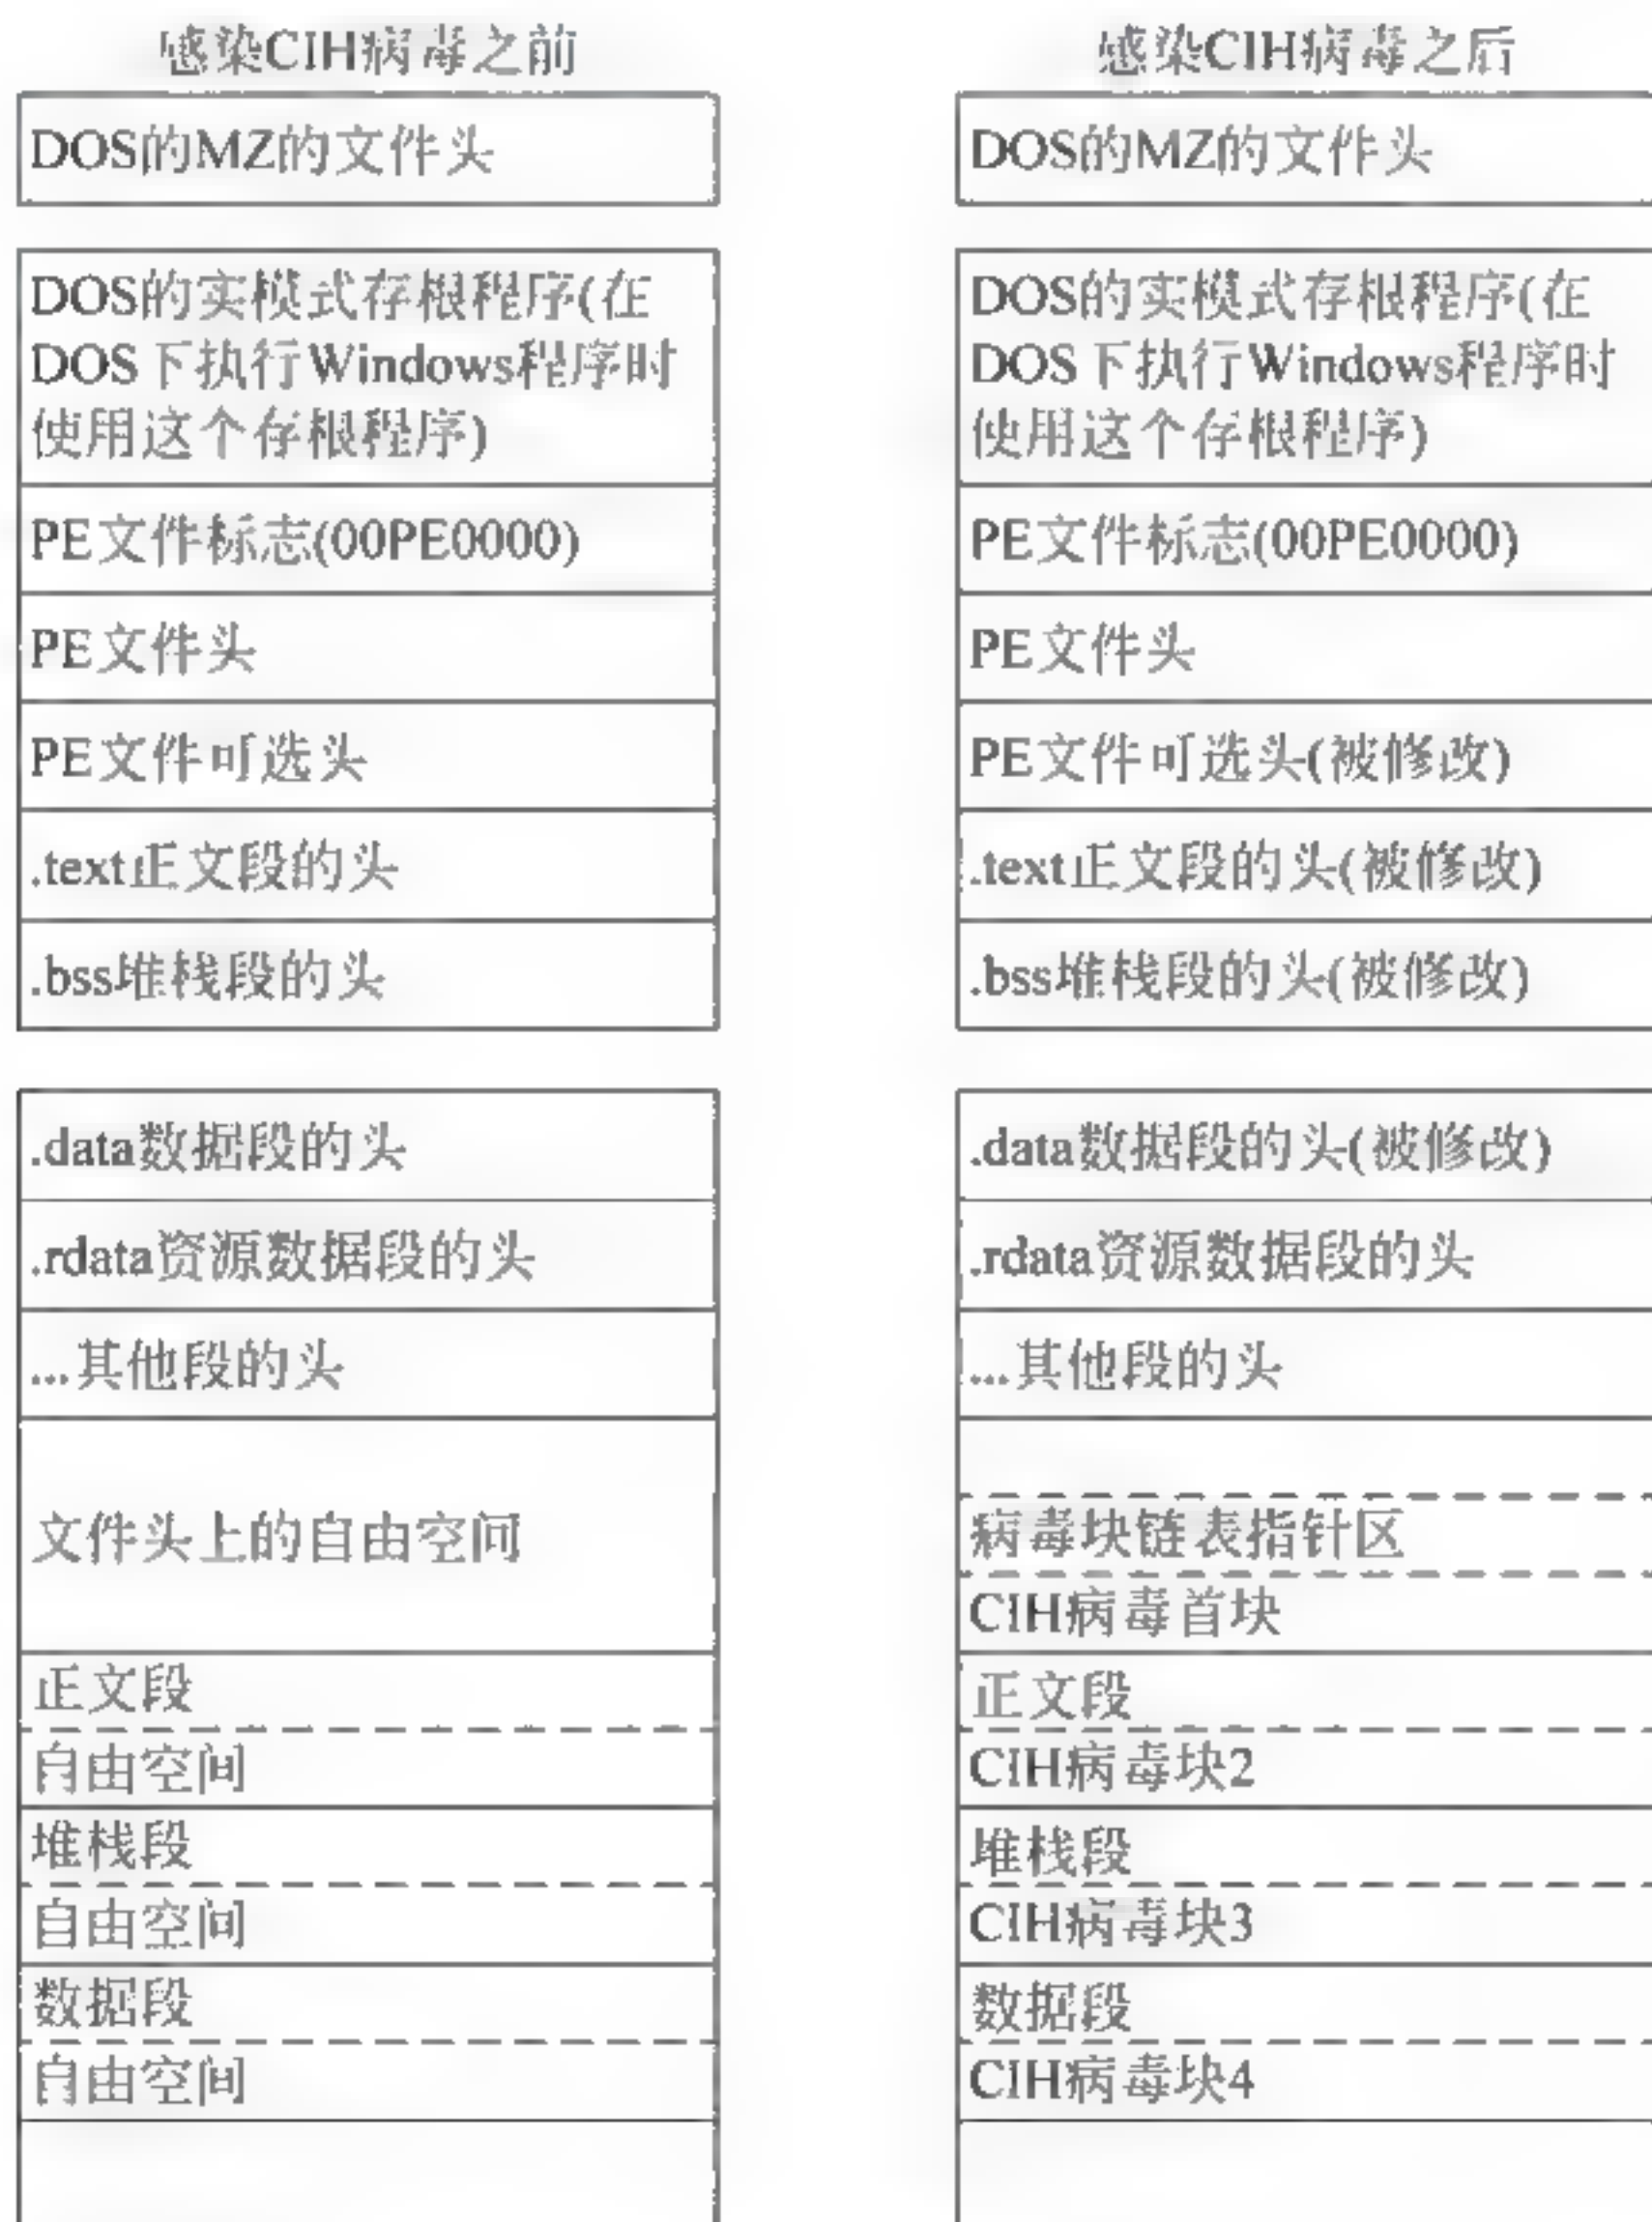 感染CIH病毒之前
DOS的MZ的文件头
DOS的实模式存根程序(在
DOS下执行Windows程序时
使用这个存根程序)
PE文件标志(00PE0000)
PE文件头
PE文件可选头
.text正文段的头
.bss堆栈段的头
.data数据段的头
.rdata资源数据段的头
...其他段的头
文件头上的自由空间
正文段
自由空间
堆栈段
自由空间
数据段
自由空间
感染CIH病毒之后
DOS的MZ的文件头
DOS的实模式存根程序(在
DOS下执行Windows程序时
使用这个存根程序)
PE文件标志(00PE0000)
PE文件头
PE文件可选头(被修改)
.text正文段的头(被修改)
.bss堆栈段的头(被修改)
.data数据段的头(被修改)
.rdata资源数据段的头
...其他段的头
病毒块链表指针区
CIH病毒首块
正文段
CIH病毒块2
堆栈段
CIH病毒块3
数据段
CIH病毒块4